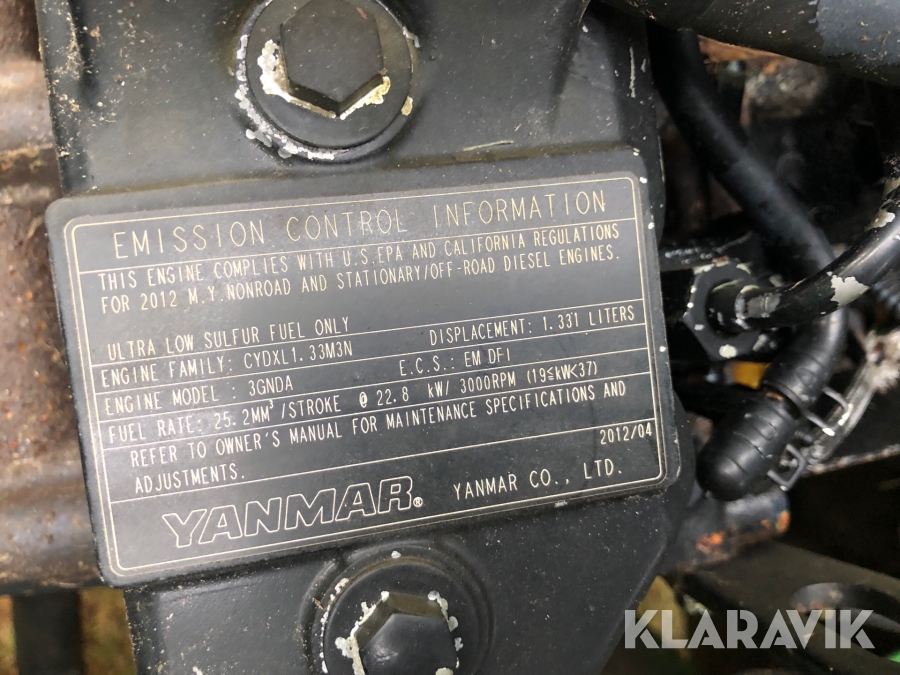 EMISSION CONTROL INFORMATION
THIS ENGINE COMPLIES WITH U.S.EPA AND CALIFORNIA REGULATIONS
FOR 2012 M.Y.NONROAD AND STATIONARY/OFF-ROAD DIESEL ENGINES.
ULTRA LOW SULFUR FUEL ONLY
ENGINE FAMILY: CYDXL1.33M3N DISPLACEMENT: 1.331 LITERS
ENGINE MODEL : 3GNDA E.C.S.: EM DFI
FUEL RATE: 25.2MM³/STROKE @ 22.8 kW/ 3000RPM (19≦kW<37)
REFER TO OWNER'S MANUAL FOR MAINTENANCE SPECIFICATIONS AND
ADJUSTMENTS. 2012/04
YANMAR® YANMAR CO., LTD.
KLARAVIK